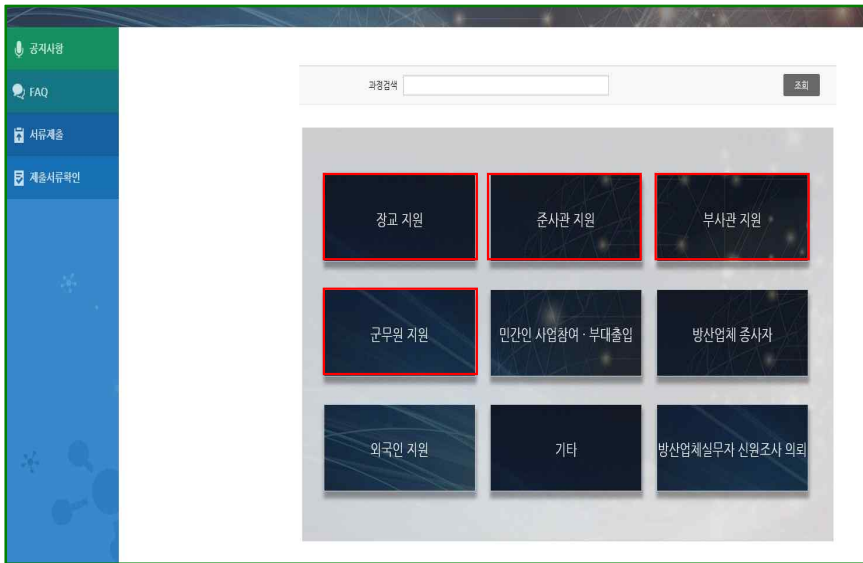 공지사항
FAQ
서류제출
제출서류확인
과정검색
조회
장교 지원
준사관 지원
부사관 지원
군무원 지원
민간인 사업참여 · 부대출입
방산업체 종사자
외국인 지원
기타
방산업체실무자 신원조사 의뢰